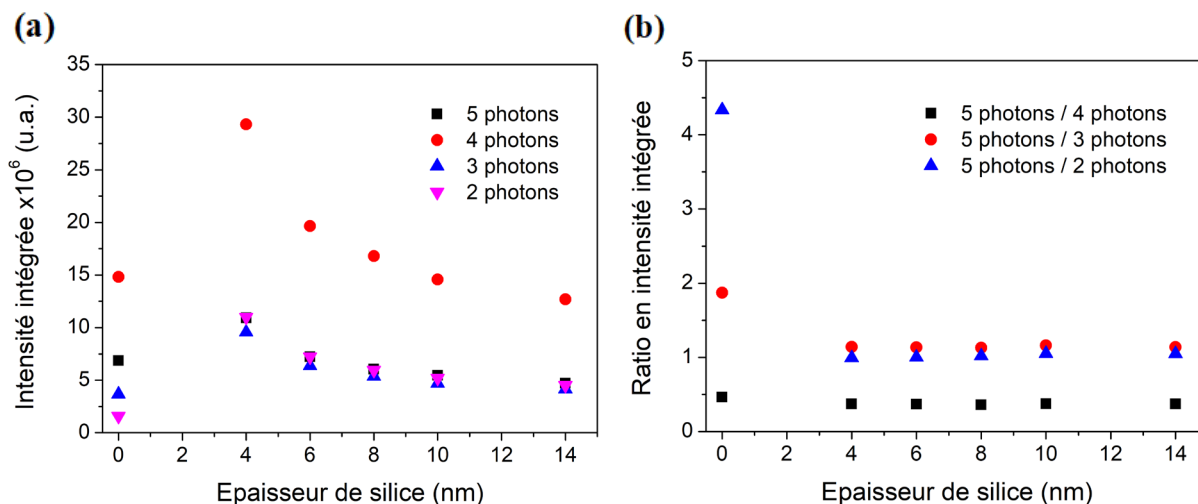 (a)
Intensité intégrée x10⁶ (u.a.)
35
30
25
20
15
10
5
0
5 photons
4 photons
3 photons
2 photons
0 2 4 6 8 10 12 14
Epaisseur de silice (nm)
(b)
Ratio en intensité intégrée
5
4
3
2
1
0
5 photons / 4 photons
5 photons / 3 photons
5 photons / 2 photons
0 2 4 6 8 10 12 14
Epaisseur de silice (nm)